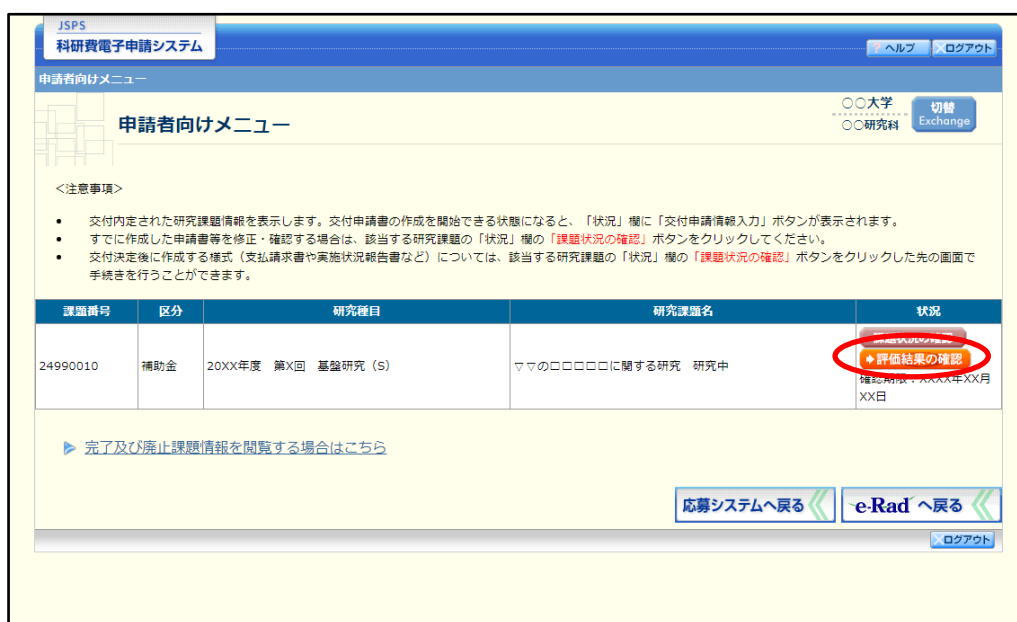 JSPS
科研費電子申請システム
ヘルプ
ログアウト
申請者向けメニュー
申請者向けメニュー
○○大学
○○研究科
切替
Exchange
<注意事項>
• 交付内定された研究課題情報を表示します。交付申請書の作成を開始できる状態になると、「状況」欄に「交付申請情報入力」ボタンが表示されます。
• すでに作成した申請書等を修正・確認する場合は、該当する研究課題の「状況」欄の「課題状況の確認」ボタンをクリックしてください。
• 交付決定後に作成する様式（支払請求書や実施状況報告書など）については、該当する研究課題の「状況」欄の「課題状況の確認」ボタンをクリックした先の画面で
手続きを行うことができます。
課題番号 区分 研究種目 研究課題名 状況
課題状況の確認
24990010 補助金 20XX年度 第X回 基盤研究（S） ▽▽の□□□□□に関する研究 研究中
評価結果の確認
確認期限：XXXX年XX月
XX日
完了及び廃止課題情報を閲覧する場合はこちら
応募システムへ戻る
e-Rad へ戻る
ログアウト